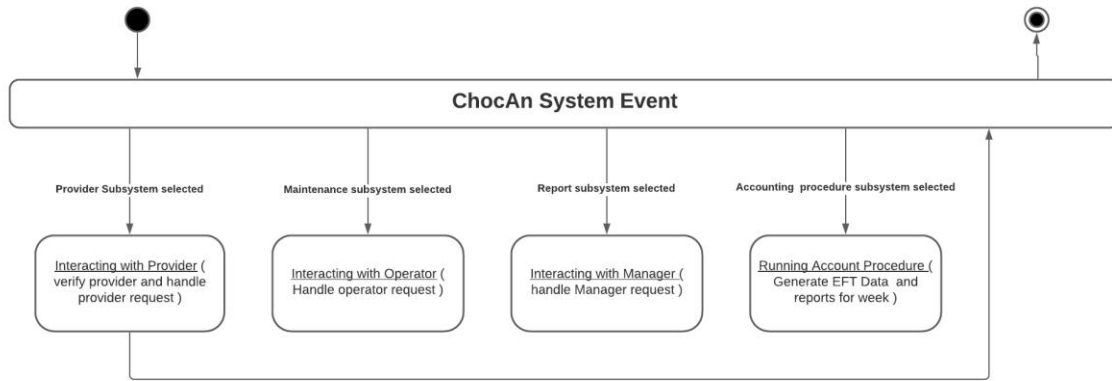 ChocAn System Event
Provider Subsystem selected
Maintenance subsystem selected
Report subsystem selected
Accounting procedure subsystem selected
Interacting with Provider (
verify provider and handle
provider request )
Interacting with Operator (
Handle operator request )
Interacting with Manager (
handle Manager request )
Running Account Procedure (
Generate EFT Data and
reports for week )